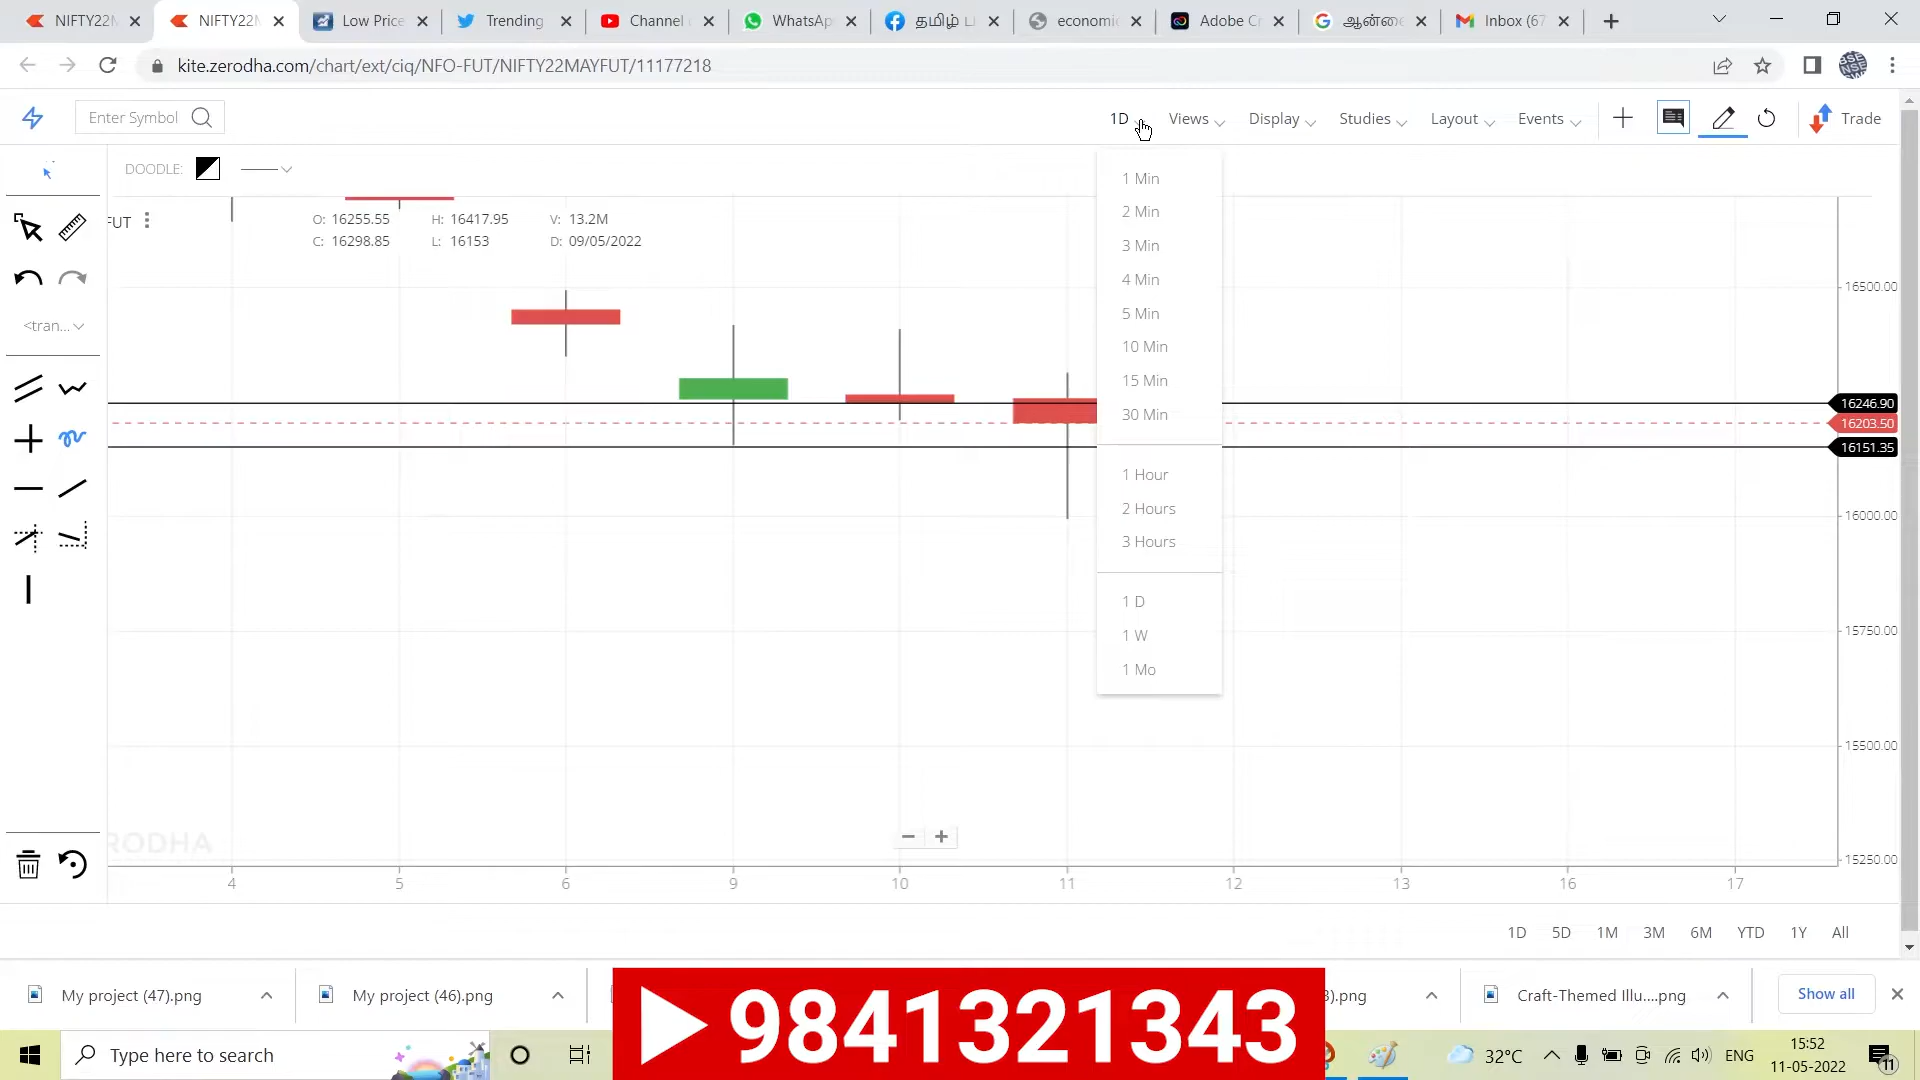 NIFTY22M
NIFTY22M
Low Price
Trending
Channel
WhatsAp
தமிழ்
economi
Adobe Cr
ஆன்லை
Inbox (67
kite.zerodha.com/chart/ext/ciq/NFO-FUT/NIFTY22MAYFUT/11177218
Enter Symbol
1D
Views
Display
Studies
Layout
Events
Trade
DOODLE:
FUT
O: 16255.55 H: 16417.95 V: 13.2M
C: 16298.85 L: 16153 D: 09/05/2022
<tran...
1 Min
2 Min
3 Min
4 Min
5 Min
10 Min
15 Min
30 Min
1 Hour
2 Hours
3 Hours
1 D
1 W
1 Mo
16500.00
16246.90
16203.50
16151.35
16000.00
15750.00
15500.00
15250.00
RODHA
4 5 6 9 10 11 12 13 16 17
1D 5D 1M 3M 6M YTD 1Y All
My project (47).png
My project (46).png
).png
Craft-Themed Illu....png
Show all
9841321343
Type here to search
32°C
ENG
15:52
11-05-2022
11